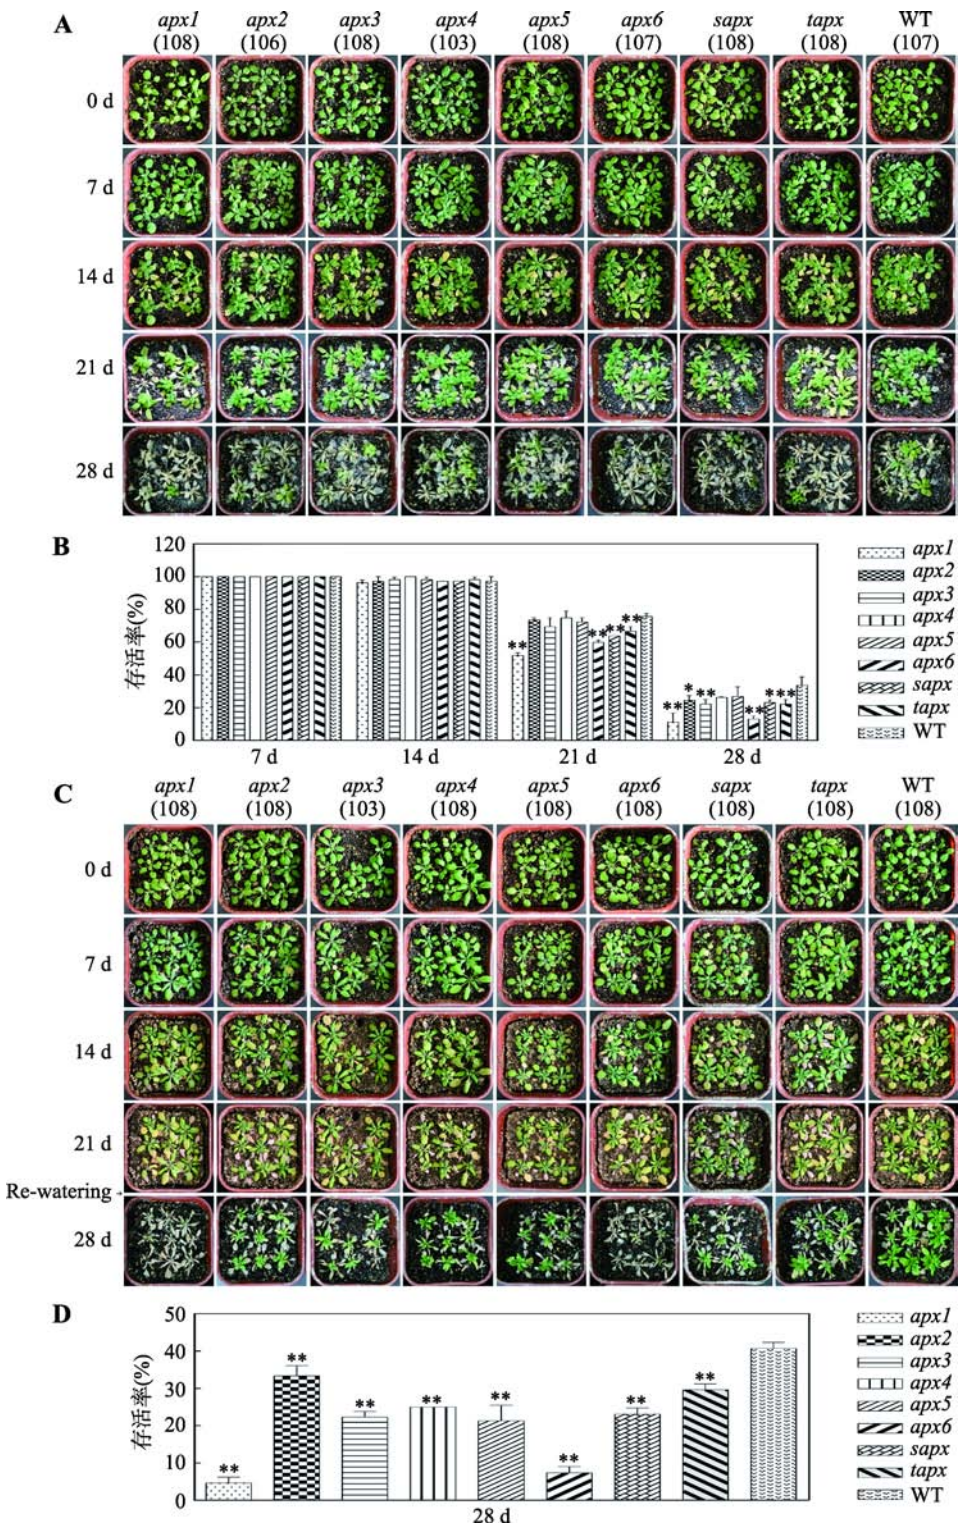 A
apx1 apx2 apx3 apx4 apx5 apx6 sapx tapx WT
(108) (106) (108) (103) (108) (107) (108) (108) (107)
0 d
7 d
14 d
21 d
28 d
B
存活率(%)
120
100
80
60
40
20
0
** ** ** **
** * ** ** * **
7 d 14 d 21 d 28 d
apx1
apx2
apx3
apx4
apx5
apx6
sapx
tapx
WT
C
apx1 apx2 apx3 apx4 apx5 apx6 sapx tapx WT
(108) (108) (103) (108) (108) (108) (108) (108) (108)
0 d
7 d
14 d
21 d
Re-watering
28 d
D
存活率(%)
50
40
30
20
10
0
** ** ** ** ** ** ** **
28 d
apx1
apx2
apx3
apx4
apx5
apx6
sapx
tapx
WT